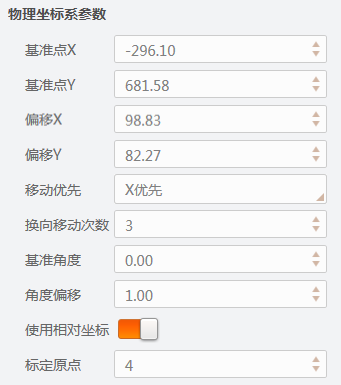 物理坐标系参数
基准点X -296.10
基准点Y 681.58
偏移X 98.83
偏移Y 82.27
移动优先 X优先
换向移动次数 3
基准角度 0.00
角度偏移 1.00
使用相对坐标
标定原点 4